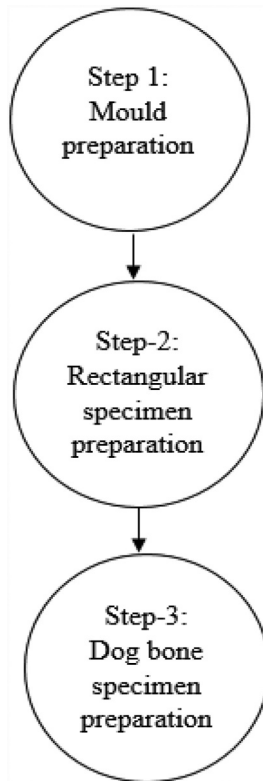 Step 1:
Mould
preparation
Step-2:
Rectangular
specimen
preparation
Step-3:
Dog bone
specimen
preparation